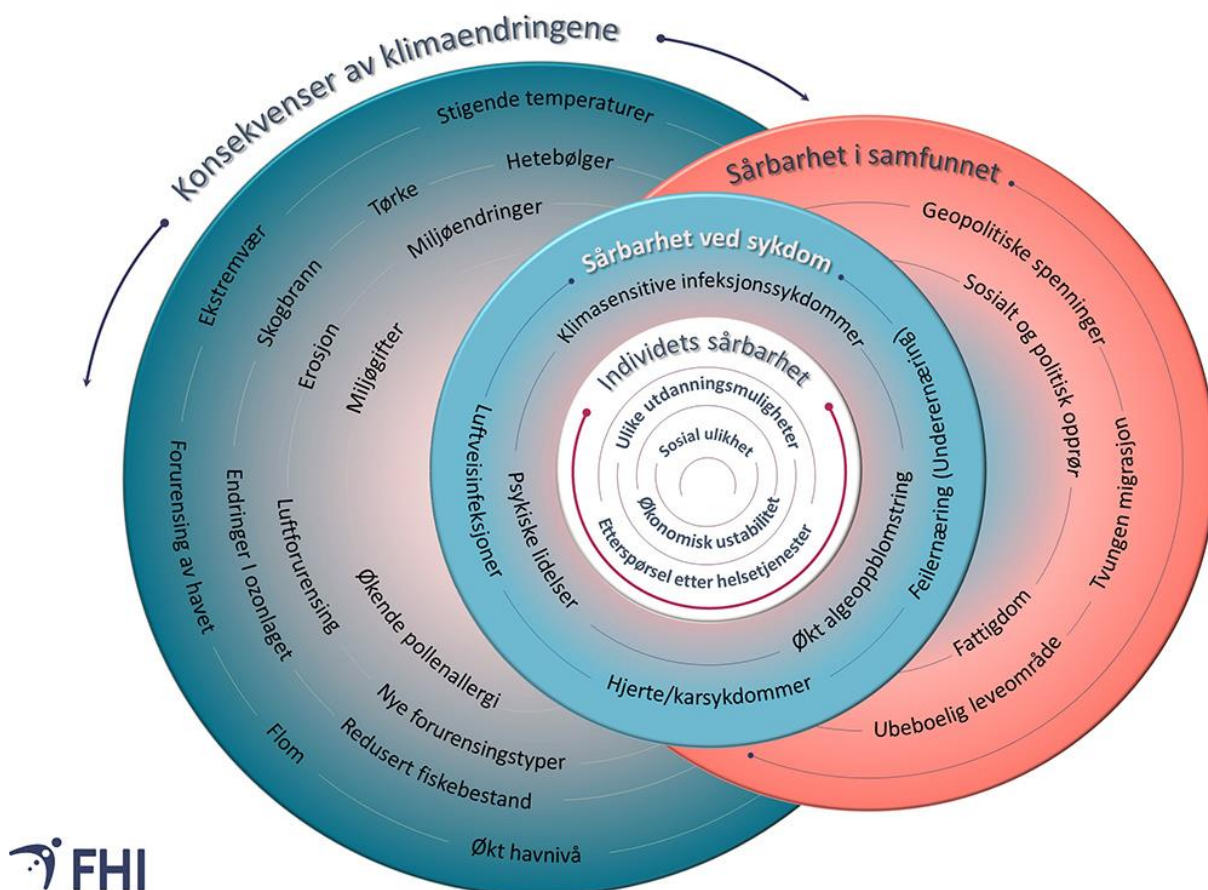 Konsekvenser av klimaendringene
Stigende temperaturer
Hetebølger
Tørke
Miljøendringer
Ekstremvær
Skogbrann
Erosjon
Miljøgifter
Forurensing av havet
Endringer I ozonlaget
Luftforurensing
Økende pollenallergi
Nye forurensingstyper
Redusert fiskebestand
Flom
Økt havnivå
Sårbarhet i samfunnet
Geopolitiske spenninger
Sosialt og politisk opprør
Tvungen migrasjon
Fattigdom
Ubeboelig leveområde
Sårbarhet ved sykdom
Klimasensitive infeksjonssykdommer
Feilernæring (Underernæring)
Luftveisinfeksjoner
Psykiske lidelser
Økt algeoppblomstring
Hjerte/karsykdommer
Individets sårbarhet
Ulike utdanningsmuligheter
Sosial ulikhet
Økonomisk ustabilitet
Etterspørsel etter helsetjenester
FHI